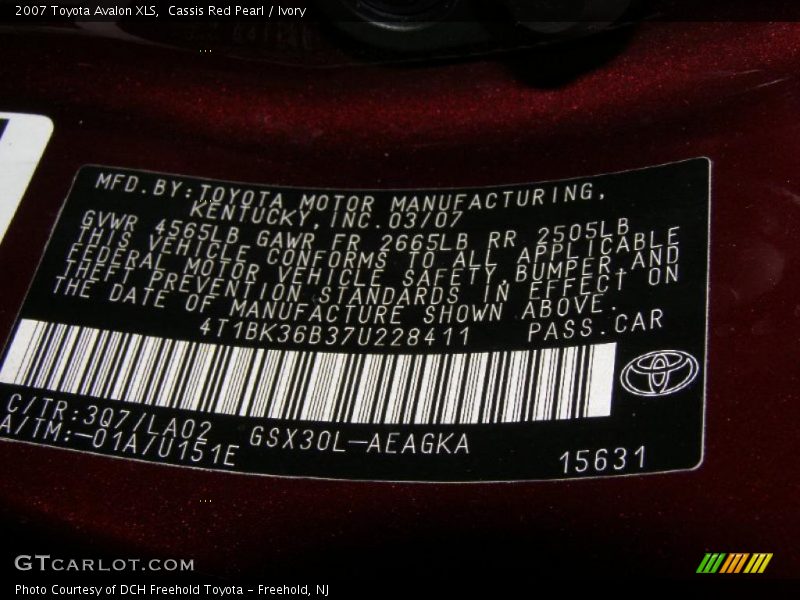 2007 Toyota Avalon XLS,  Cassis Red Pearl / Ivory
MFD.BY:TOYOTA MOTOR MANUFACTURING,
KENTUCKY,INC.03/07
GVWR 4565LB GAWR FR 2665LB RR 2505LB
THIS VEHICLE CONFORMS TO ALL APPLICABLE
FEDERAL MOTOR VEHICLE SAFETY,BUMPER,AND
THEFT PREVENTION STANDARDS IN EFFECT ON
THE DATE OF MANUFACTURE SHOWN ABOVE.
4T1BK36B37U228411 PASS.CAR
C/TR:3Q7/LA02
A/TM:-01A/U151E GSX30L-AEAGKA
15631
GTCARLOT.COM
Photo Courtesy of DCH Freehold Toyota - Freehold, NJ